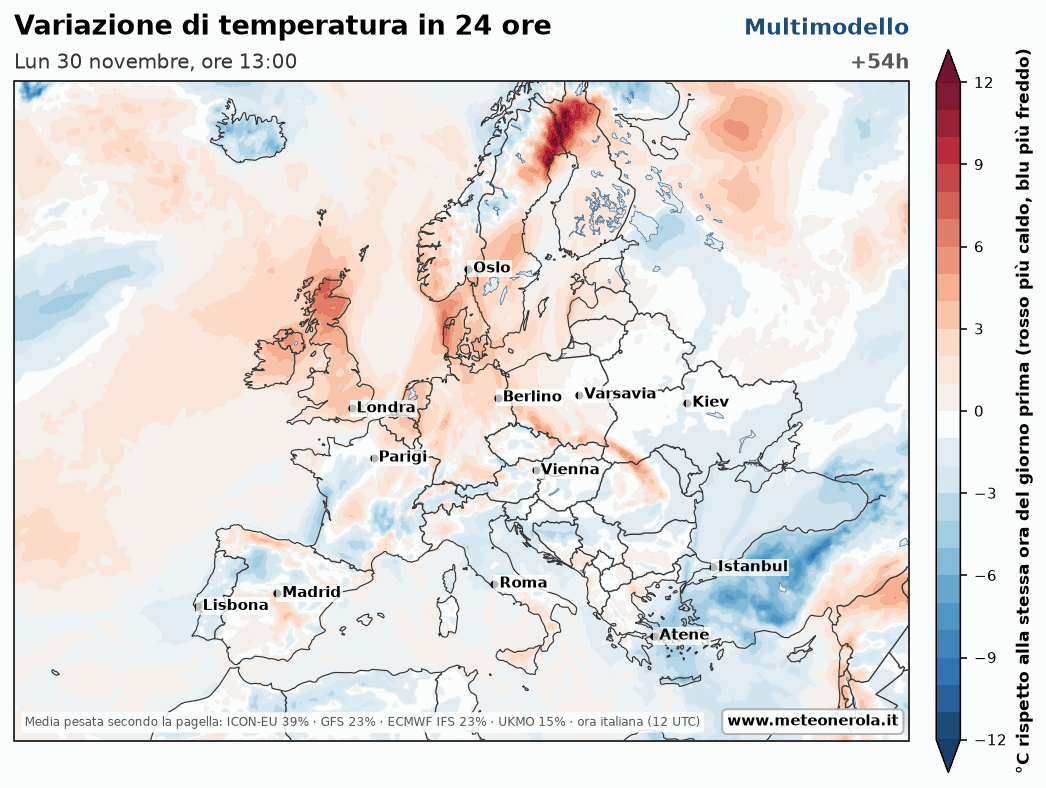 Variazione di temperatura in 24 ore
Multimodello
Lun 30 novembre, ore 13:00
+54h
Oslo
Londra
Berlino
Varsavia
Kiev
Parigi
Vienna
Istanbul
Roma
Madrid
Lisbona
Atene
Media pesata secondo la pagella: ICON-EU 39% · GFS 23% · ECMWF IFS 23% · UKMO 15% · ora italiana (12 UTC)
www.meteonerola.it
12
9
6
3
0
−3
−6
−9
−12
°C rispetto alla stessa ora del giorno prima (rosso più caldo, blu più freddo)